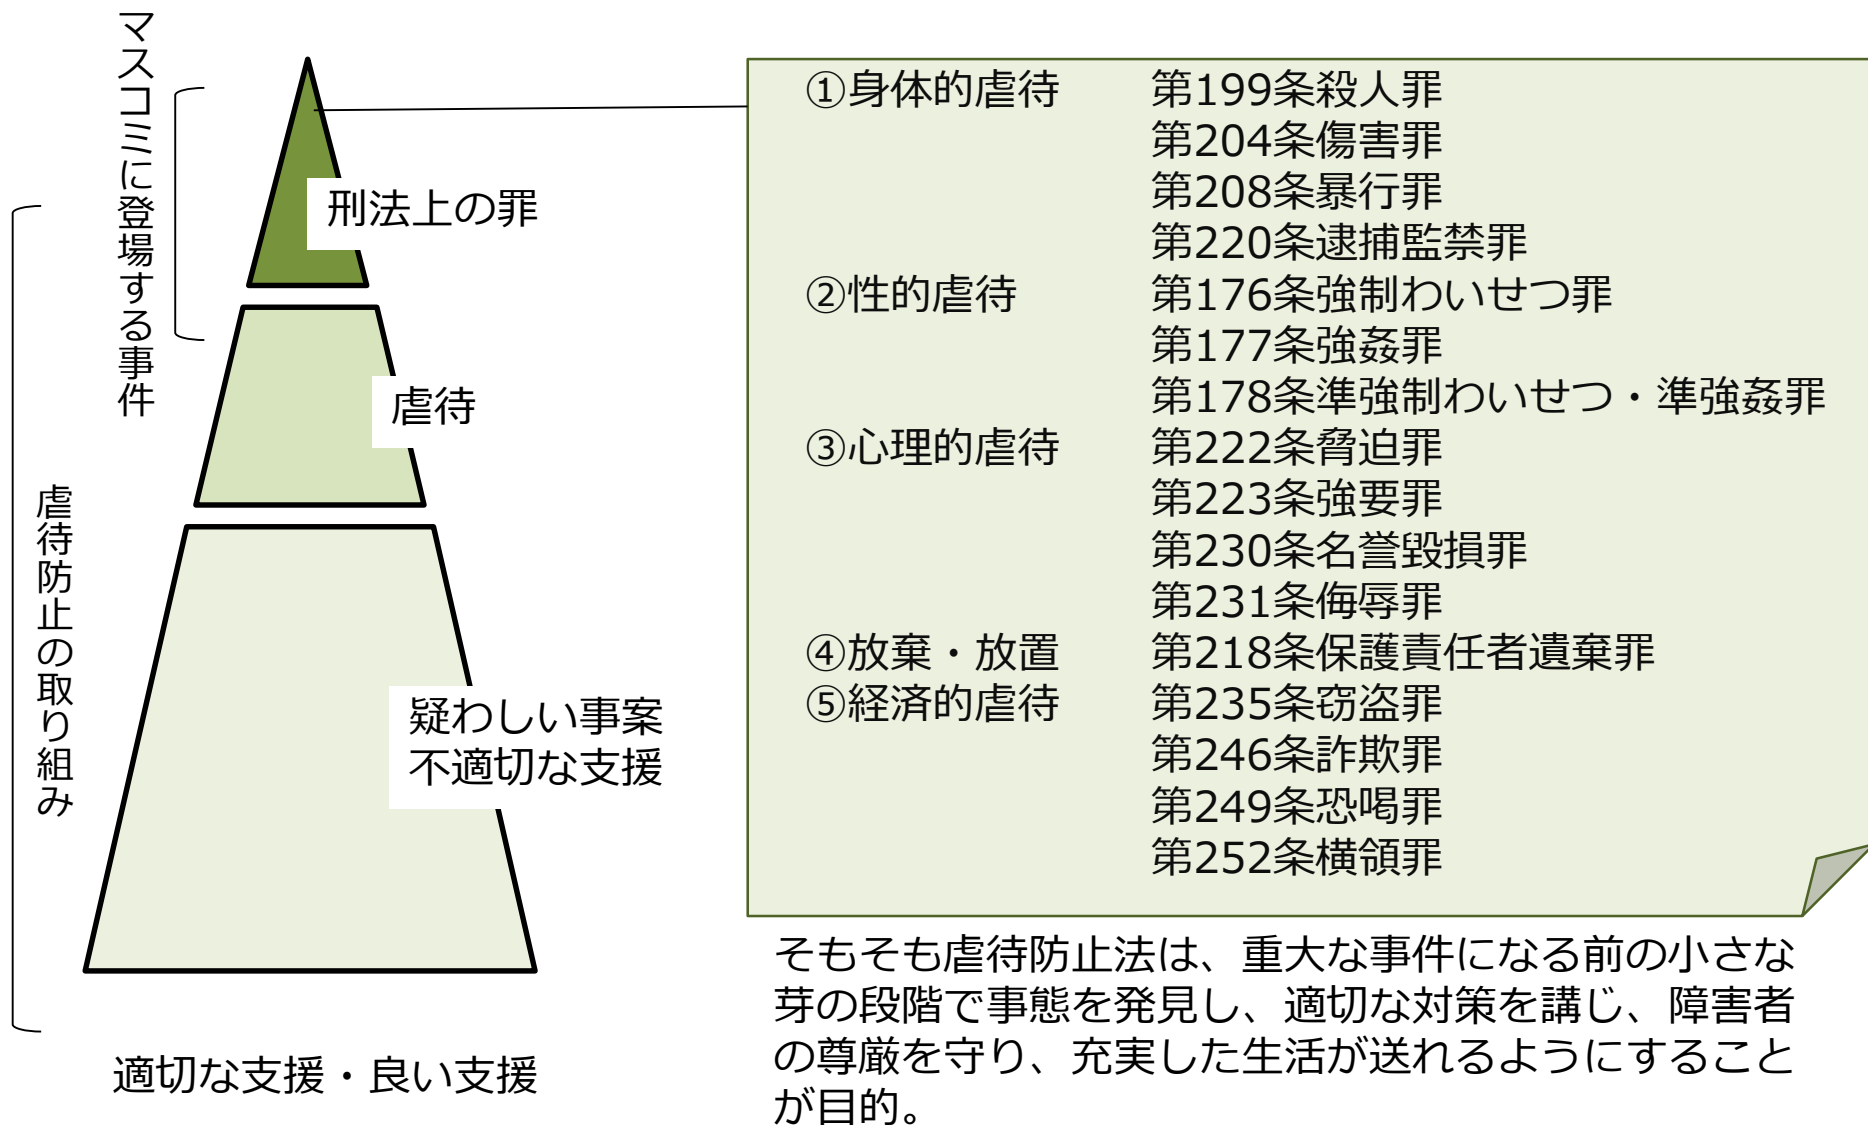 マスコミに登場する事件
虐待防止の取り組み
刑法上の罪
虐待
疑わしい事案
不適切な支援
適切な支援・良い支援
①身体的虐待 第199条殺人罪
第204条傷害罪
第208条暴行罪
第220条逮捕監禁罪
②性的虐待 第176条強制わいせつ罪
第177条強姦罪
第178条準強制わいせつ・準強姦罪
③心理的虐待 第222条脅迫罪
第223条強要罪
第230条名誉毀損罪
第231条侮辱罪
④放棄・放置 第218条保護責任者遺棄罪
⑤経済的虐待 第235条窃盗罪
第246条詐欺罪
第249条恐喝罪
第252条横領罪
そもそも虐待防止法は、重大な事件になる前の小さな
芽の段階で事態を発見し、適切な対策を講じ、障害者
の尊厳を守り、充実した生活が送れるようにすること
が目的。